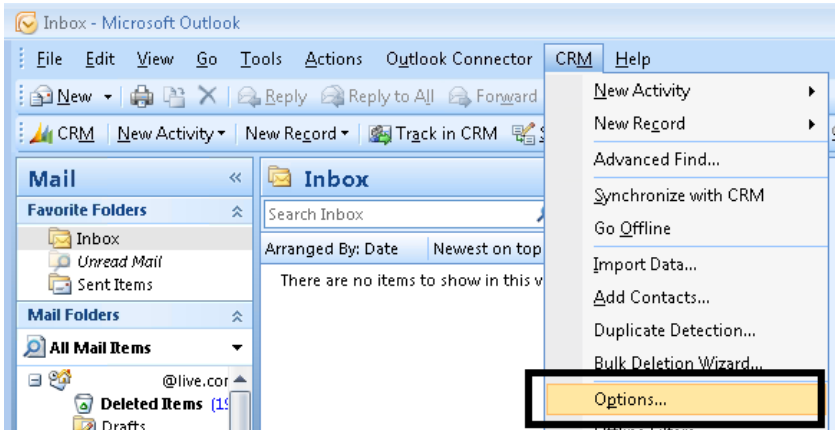 Inbox - Microsoft Outlook
File Edit View Go Tools Actions Outlook Connector CRM Help
New Reply Reply to All Forward
CRM New Activity New Record Track in CRM
New Activity
New Record
Advanced Find...
Synchronize with CRM
Go Offline
Import Data...
Add Contacts...
Duplicate Detection...
Bulk Deletion Wizard...
Options...
Mail
Favorite Folders
Inbox
Unread Mail
Sent Items
Mail Folders
All Mail Items
@live.cor
Deleted Items (19
Drafts
Inbox
Search Inbox
Arranged By: Date Newest on top
There are no items to show in this v